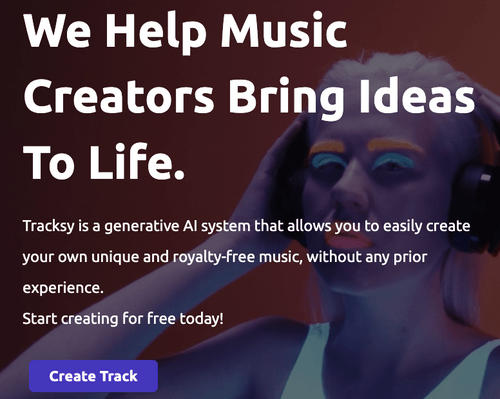 We Help Music
Creators Bring Ideas
To Life.
Tracksy is a generative AI system that allows you to easily create
your own unique and royalty-free music, without any prior
experience.
Start creating for free today!
Create Track